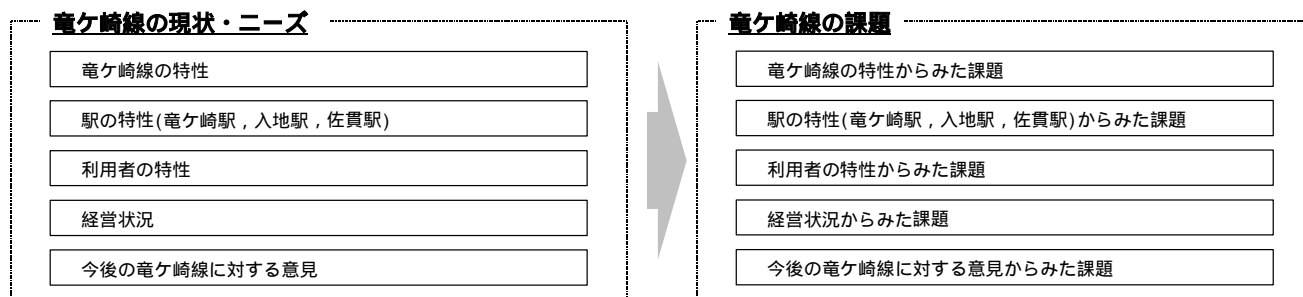 竜ケ崎線の現状・ニーズ
竜ケ崎線の特性
駅の特性(竜ケ崎駅，入地駅，佐貫駅)
利用者の特性
経営状況
今後の竜ケ崎線に対する意見
竜ケ崎線の課題
竜ケ崎線の特性からみた課題
駅の特性(竜ケ崎駅，入地駅，佐貫駅)からみた課題
利用者の特性からみた課題
経営状況からみた課題
今後の竜ケ崎線に対する意見からみた課題